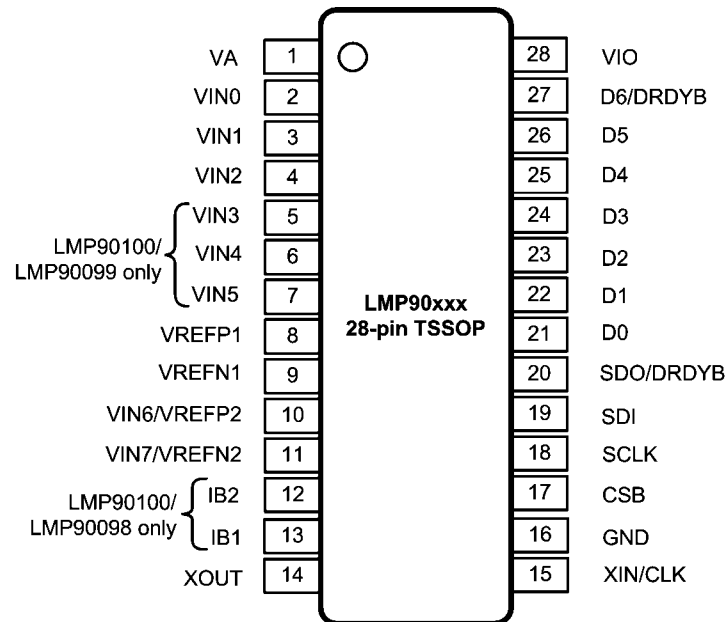 VA 1
VIN0 2
VIN1 3
VIN2 4
VIN3 5
VIN4 6
VIN5 7
LMP90100/
LMP90099 only
VREFP1 8
VREFN1 9
VIN6/VREFP2 10
VIN7/VREFN2 11
IB2 12
IB1 13
LMP90100/
LMP90098 only
XOUT 14
LMP90xxx
28-pin TSSOP
28 VIO
27 D6/DRDYB
26 D5
25 D4
24 D3
23 D2
22 D1
21 D0
20 SDO/DRDYB
19 SDI
18 SCLK
17 CSB
16 GND
15 XIN/CLK